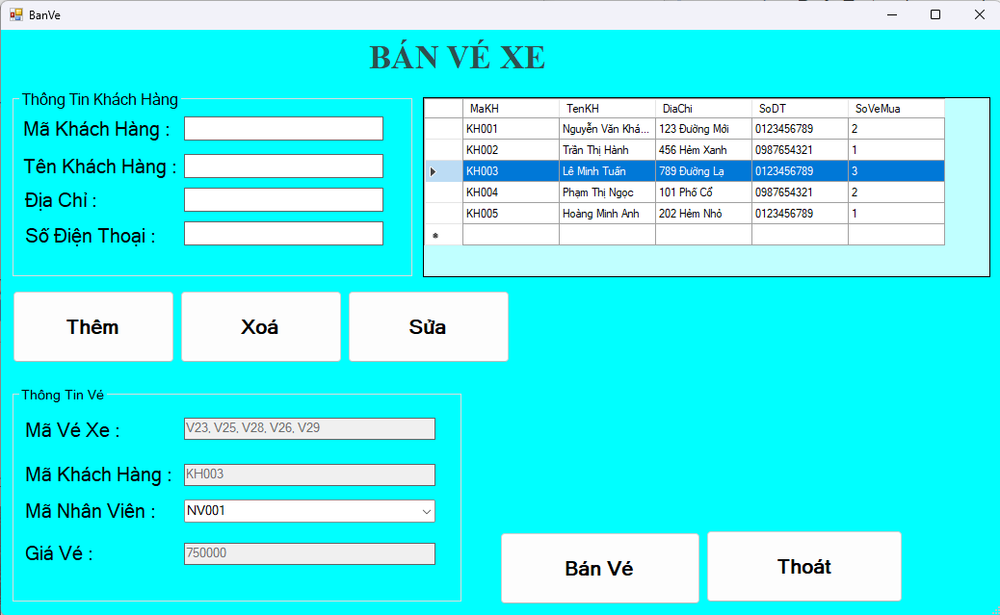 BanVe
BÁN VÉ XE
Thông Tin Khách Hàng
Mã Khách Hàng :
Tên Khách Hàng :
Địa Chỉ :
Số Điện Thoại :
MaKH TenKH DiaChi SoDT SoVeMua
KH001 Nguyễn Văn Khá... 123 Đường Mới 0123456789 2
KH002 Trần Thị Hành 456 Hẻm Xanh 0987654321 1
KH003 Lê Minh Tuấn 789 Đường Lạ 0123456789 3
KH004 Phạm Thị Ngọc 101 Phố Cổ 0987654321 2
KH005 Hoàng Minh Anh 202 Hẻm Nhỏ 0123456789 1
Thêm Xoá Sửa
Thông Tin Vé
Mã Vé Xe : V23, V25, V28, V26, V29
Mã Khách Hàng : KH003
Mã Nhân Viên : NV001
Giá Vé : 750000
Bán Vé Thoát